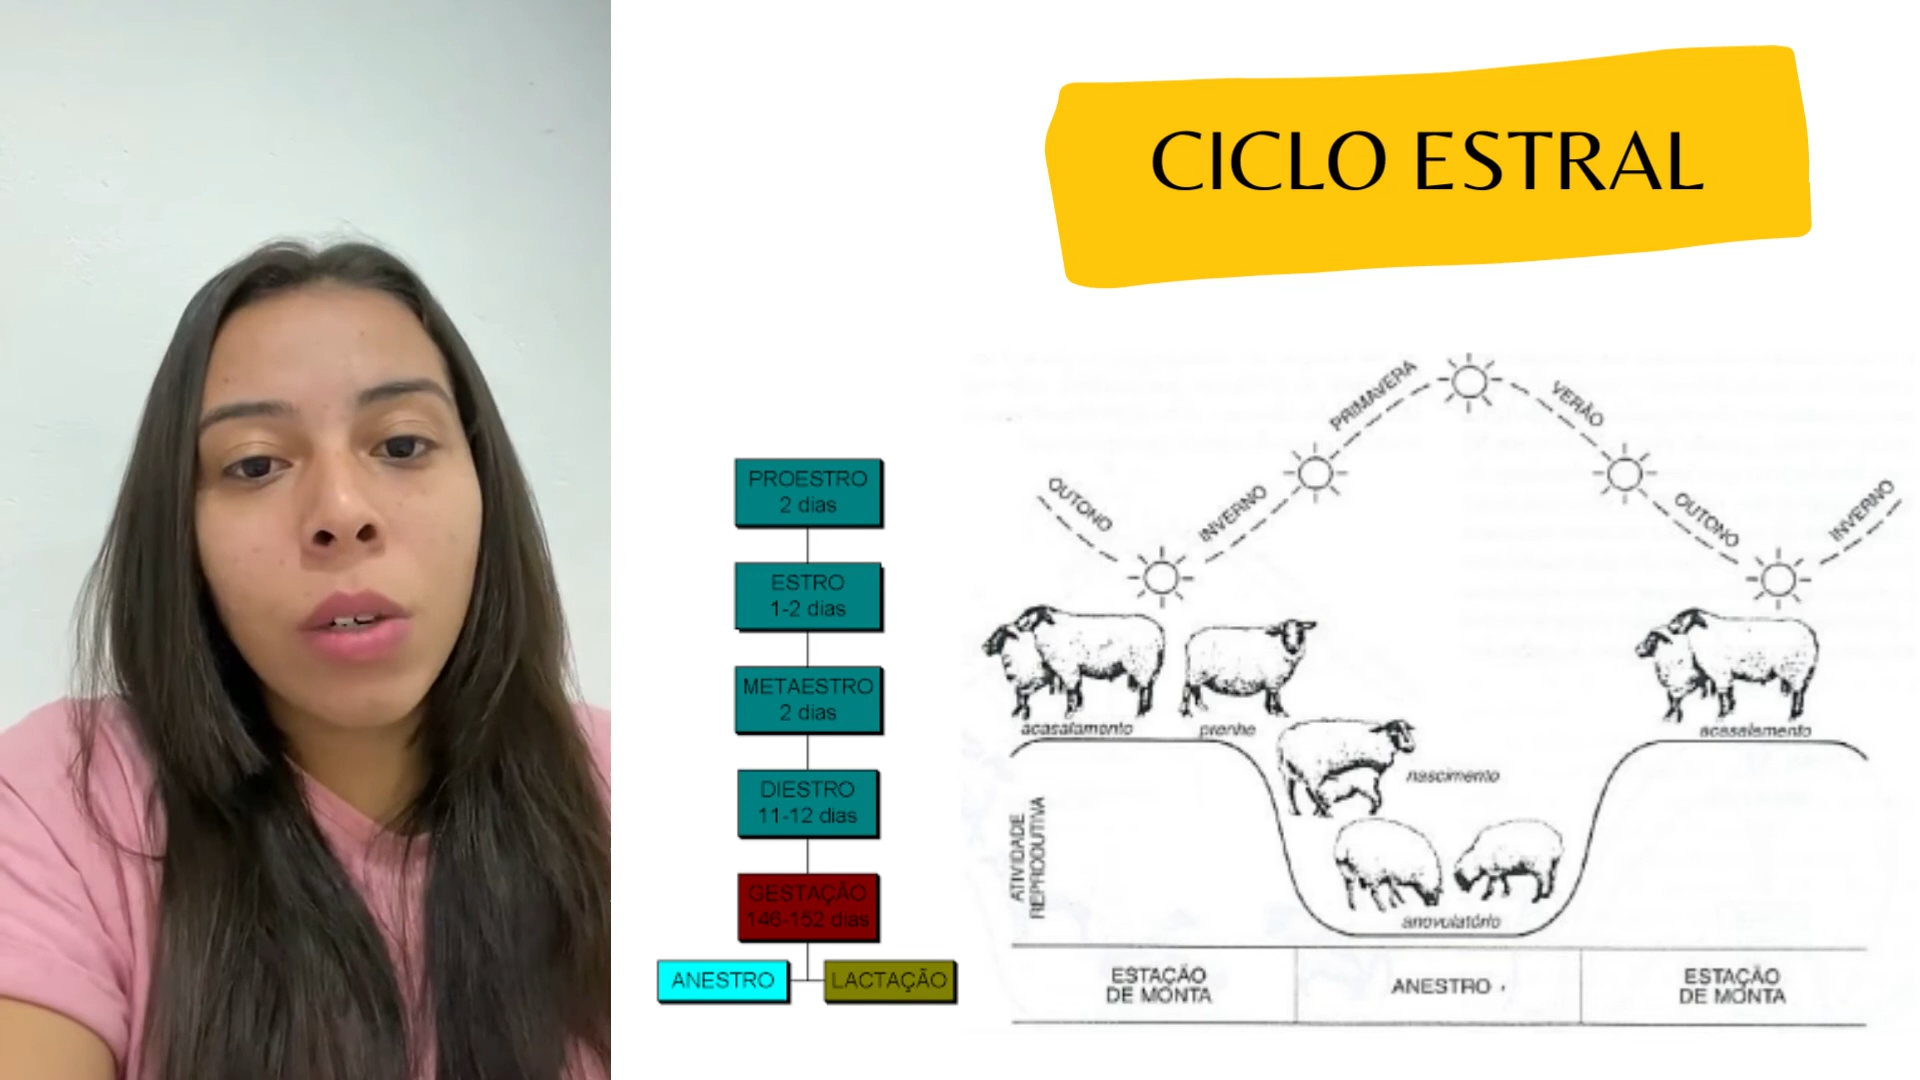 CICLO ESTRAL
PROESTRO
2 dias
ESTRO
1-2 dias
METAESTRO
2 dias
DIESTRO
11-12 dias
GESTAÇÃO
146-152 dias
ANESTRO
LACTAÇÃO
OUTONO
INVERNO
PRIMAVERA
VERÃO
OUTONO
INVERNO
acasalamento
prenhe
nascimento
anovulatório
acasalamento
ATIVIDADE
REPRODUTIVA
ESTAÇÃO
DE MONTA
ANESTRO
ESTAÇÃO
DE MONTA